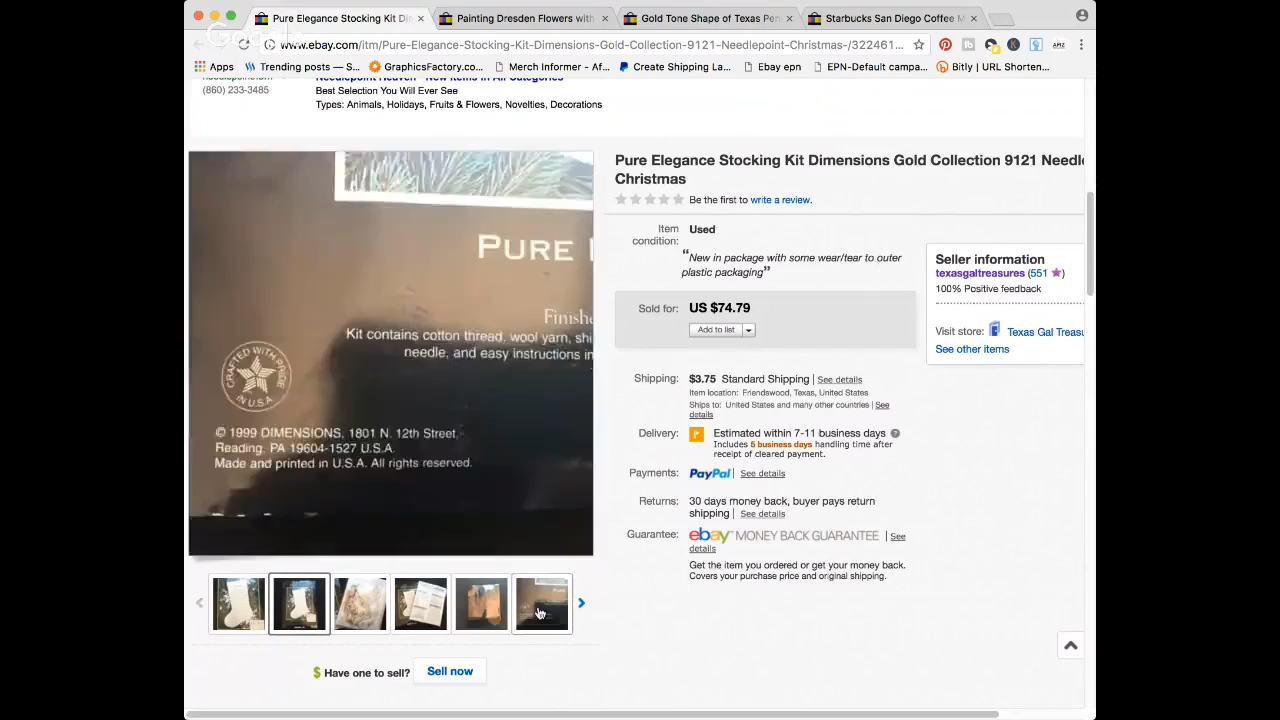 Pure Elegance Stocking Kit Di
Painting Dresden Flowers with
Gold Tone Shape of Texas Pen
Starbucks San Diego Coffee M
Google
www.ebay.com/itm/Pure-Elegance-Stocking-Kit-Dimensions-Gold-Collection-9121-Needlepoint-Christmas-/322461...
Apps
Trending posts — S...
GraphicsFactory.co...
Merch Informer - Af...
Create Shipping La...
Ebay epn
EPN-Default campa...
Bitly | URL Shorten...
Needlepoint Heaven - New Items In All Categories
(860) 233-3485
Best Selection You Will Ever See
Types: Animals, Holidays, Fruits & Flowers, Novelties, Decorations
PURE
Finishe
Kit contains cotton thread, wool yarn, shi
needle, and easy instructions in
CRAFTED WITH PRIDE
IN U.S.A.
© 1999 DIMENSIONS, 1801 N. 12th Street,
Reading, PA 19604-1527 U.S.A.
Made and printed in U.S.A. All rights reserved.
Have one to sell?
Sell now
Pure Elegance Stocking Kit Dimensions Gold Collection 9121 Needle
Christmas
Be the first to write a review.
Item condition:
Used
"New in package with some wear/tear to outer
plastic packaging"
Sold for:
US $74.79
Add to list
Shipping:
$3.75 Standard Shipping | See details
Item location: Friendswood, Texas, United States
Ships to: United States and many other countries | See
details
Delivery:
Estimated within 7-11 business days
Includes 5 business days handling time after
receipt of cleared payment.
Payments:
PayPal | See details
Returns:
30 days money back, buyer pays return
shipping | See details
Guarantee:
ebay MONEY BACK GUARANTEE | See
details
Get the item you ordered or get your money back.
Covers your purchase price and original shipping.
Seller information
texasgaltreasures (551
)
100% Positive feedback
Visit store:
Texas Gal Treasu
See other items